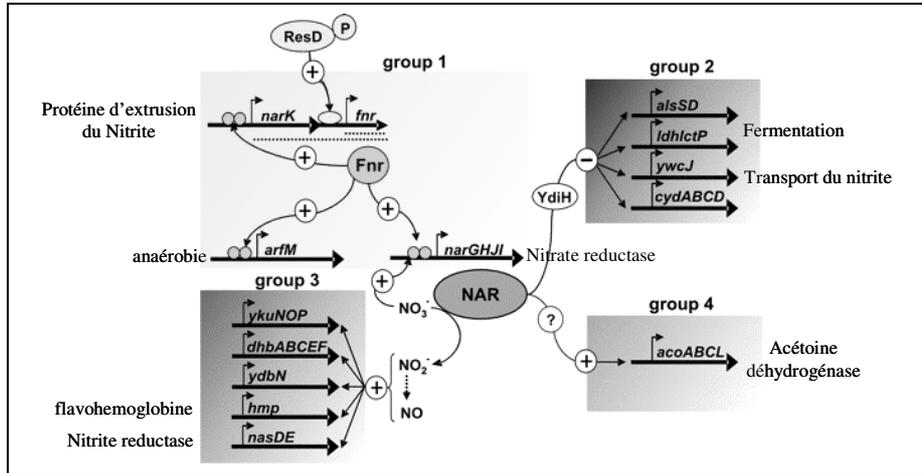 ResD
P
+
group 1
Protéine d'extrusion
du Nitrite
narK
fnr
+
Fnr
+
+
anaérobie
arfM
narGHJI
Nitrate reductase
group 2
alsSD
ldhlctP
Fermentation
−
ywcJ
Transport du nitrite
cydABCD
YdiH
group 3
ykuNOP
dhbABCEF
ydbN
flavohemoglobine
hmp
Nitrite reductase
nasDE
+
NO₃⁻
NAR
+
NO₂⁻
NO
?
group 4
+
acoABCL
Acétoine
déhydrogénase